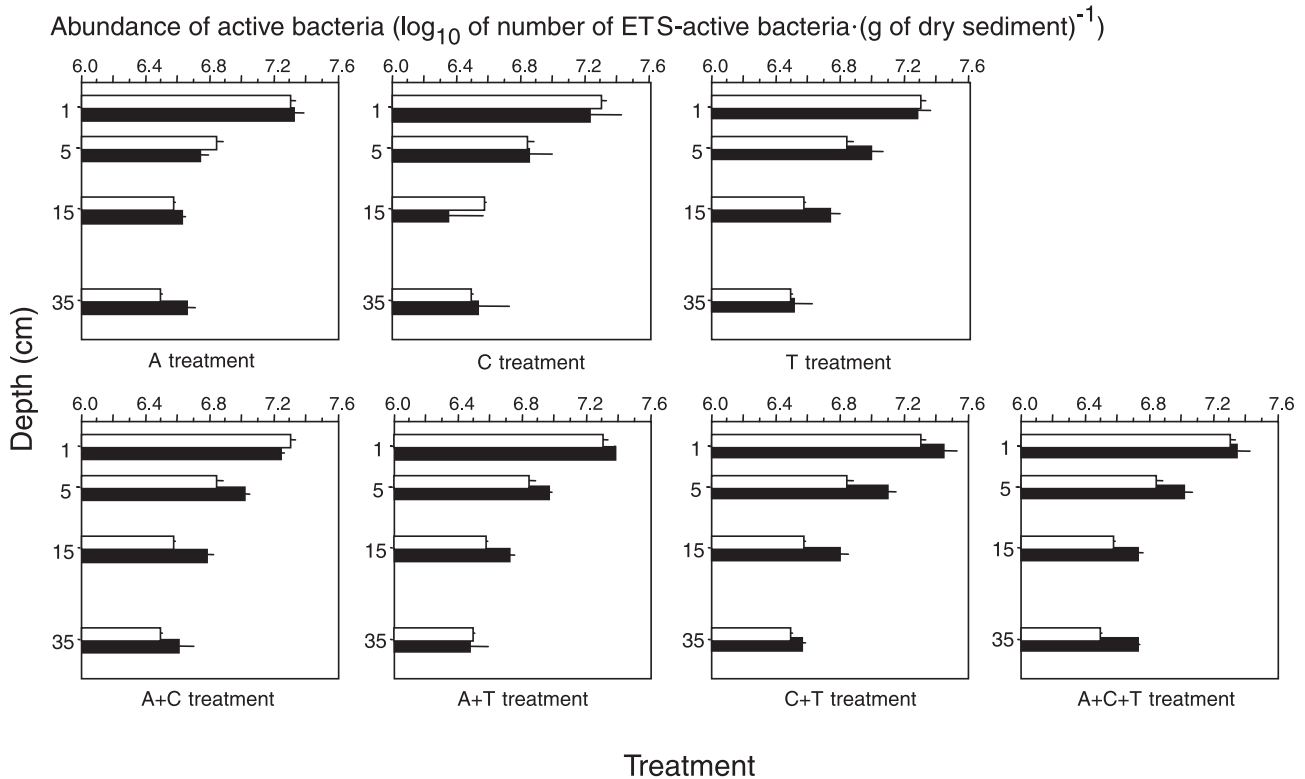 Abundance of active bacteria (log10 of number of ETS-active bacteria·(g of dry sediment)-1)
6.0 6.4 6.8 7.2 7.6
6.0 6.4 6.8 7.2 7.6
6.0 6.4 6.8 7.2 7.6
1
5
15
35
1
5
15
35
1
5
15
35
A treatment
C treatment
T treatment
Depth (cm)
6.0 6.4 6.8 7.2 7.6
6.0 6.4 6.8 7.2 7.6
6.0 6.4 6.8 7.2 7.6
6.0 6.4 6.8 7.2 7.6
1
5
15
35
1
5
15
35
1
5
15
35
1
5
15
35
A+C treatment
A+T treatment
C+T treatment
A+C+T treatment
Treatment